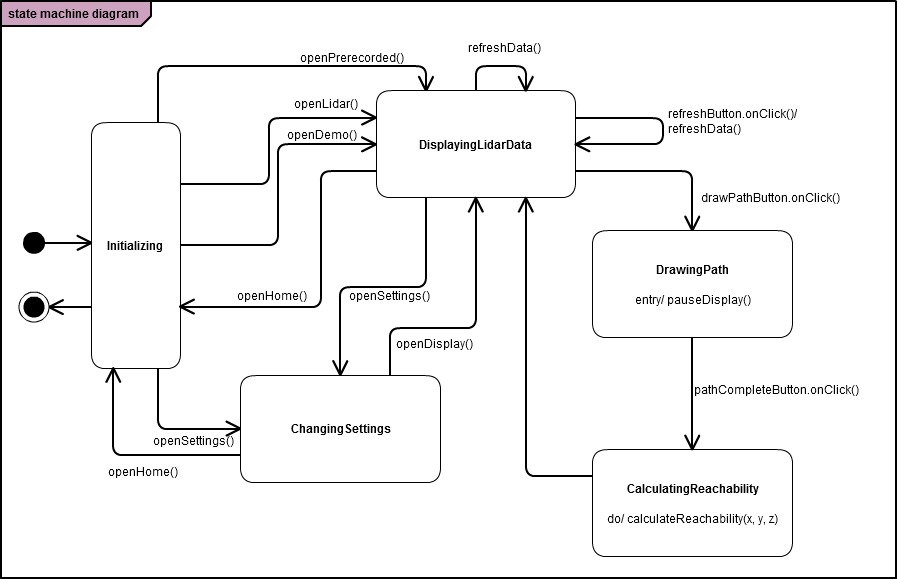 state machine diagram
refreshData()
openPrerecorded()
openLidar()
refreshButton.onClick()/
refreshData()
openDemo()
DisplayingLidarData
drawPathButton.onClick()
Initializing
DrawingPath
openHome()
openSettings()
entry/ pauseDisplay()
openDisplay()
pathCompleteButton.onClick()
ChangingSettings
openSettings()
openHome()
CalculatingReachability
do/ calculateReachability(x, y, z)